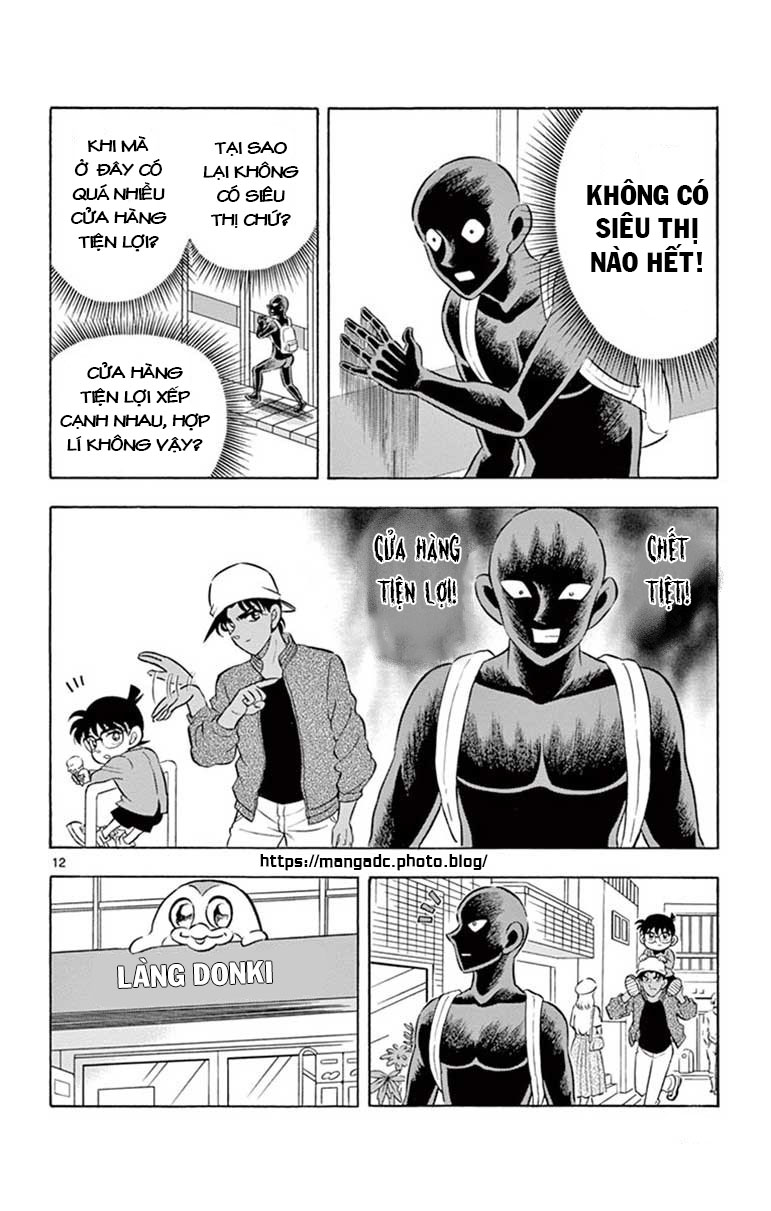 KHÔNG CÓ
SIÊU THỊ
NÀO HẾT!
TẠI SAO
LẠI KHÔNG
CÓ SIÊU
THỊ CHỨ?
KHI MÀ
Ở ĐÂY CÓ
QUÁ NHIỀU
CỬA HÀNG
TIỆN LỢI?
CỬA HÀNG
TIỆN LỢI XẾP
CẠNH NHAU, HỢP
LÍ KHÔNG VẬY?
CHẾT
TIỆT!
CỬA HÀNG
TIỆN LỢI!
12
https://mangadc.photo.blog/
LÀNG DONKI